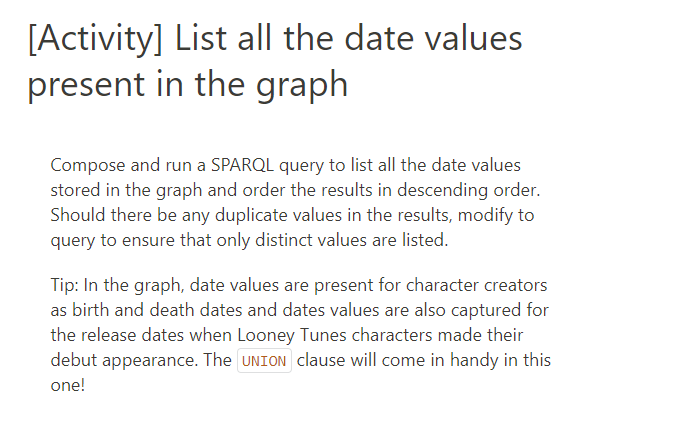 [Activity] List all the date values
present in the graph
Compose and run a SPARQL query to list all the date values
stored in the graph and order the results in descending order.
Should there be any duplicate values in the results, modify to
query to ensure that only distinct values are listed.
Tip: In the graph, date values are present for character creators
as birth and death dates and dates values are also captured for
the release dates when Looney Tunes characters made their
debut appearance. The UNION clause will come in handy in this
one!